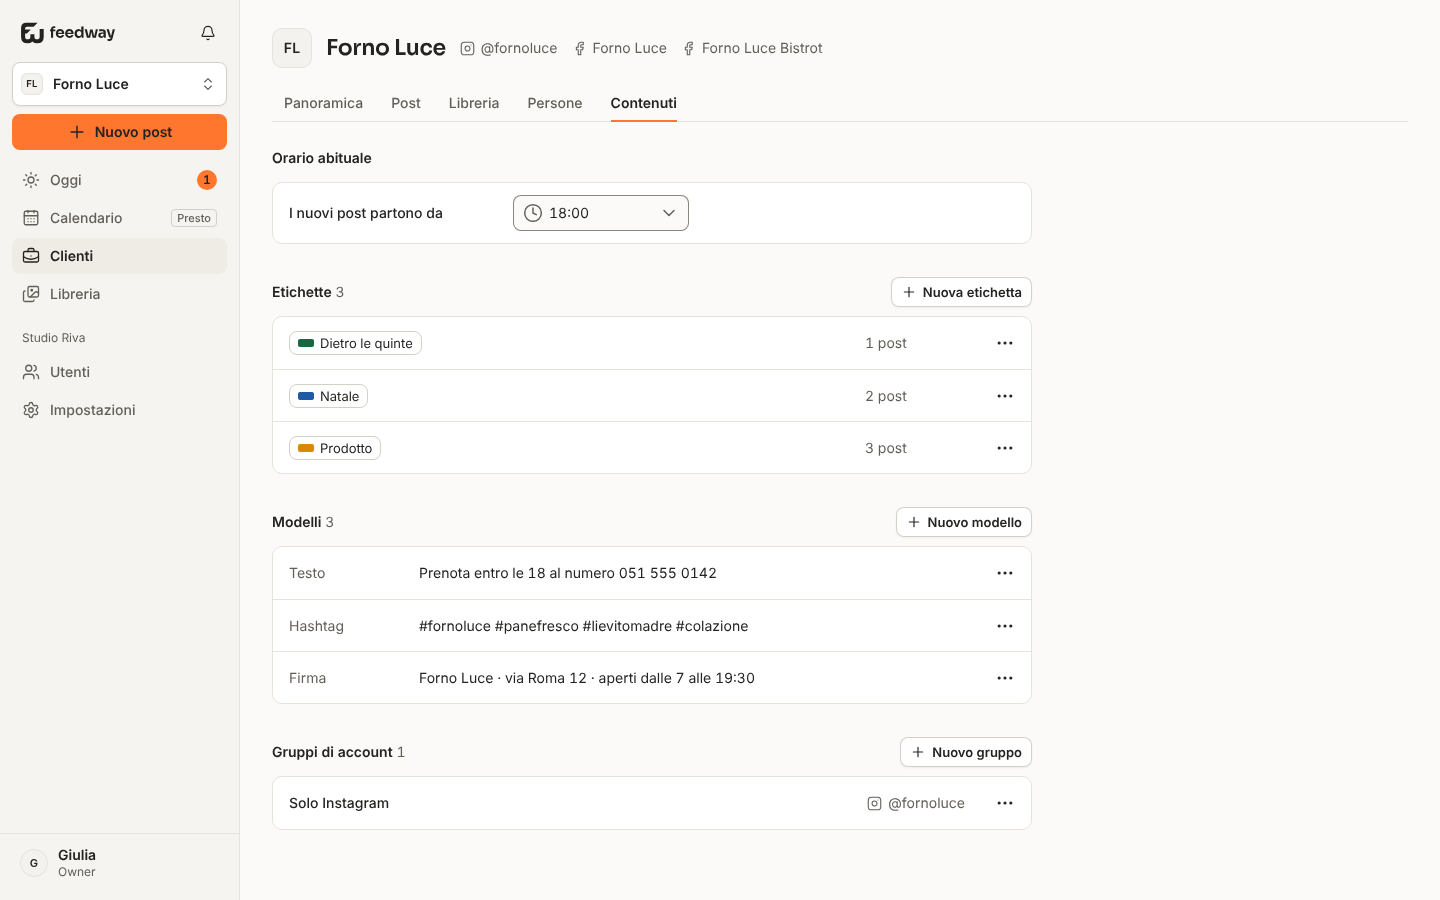 feedway
FL Forno Luce
Nuovo post
Oggi 1
Calendario Presto
Clienti
Libreria
Studio Riva
Utenti
Impostazioni
G Giulia
Owner
FL Forno Luce @fornoluce Forno Luce Forno Luce Bistrot
Panoramica Post Libreria Persone Contenuti
Orario abituale
I nuovi post partono da 18:00
Etichette 3 Nuova etichetta
Dietro le quinte 1 post
Natale 2 post
Prodotto 3 post
Modelli 3 Nuovo modello
Testo Prenota entro le 18 al numero 051 555 0142
Hashtag #fornoluce #panefresco #lievitomadre #colazione
Firma Forno Luce · via Roma 12 · aperti dalle 7 alle 19:30
Gruppi di account 1 Nuovo gruppo
Solo Instagram @fornoluce